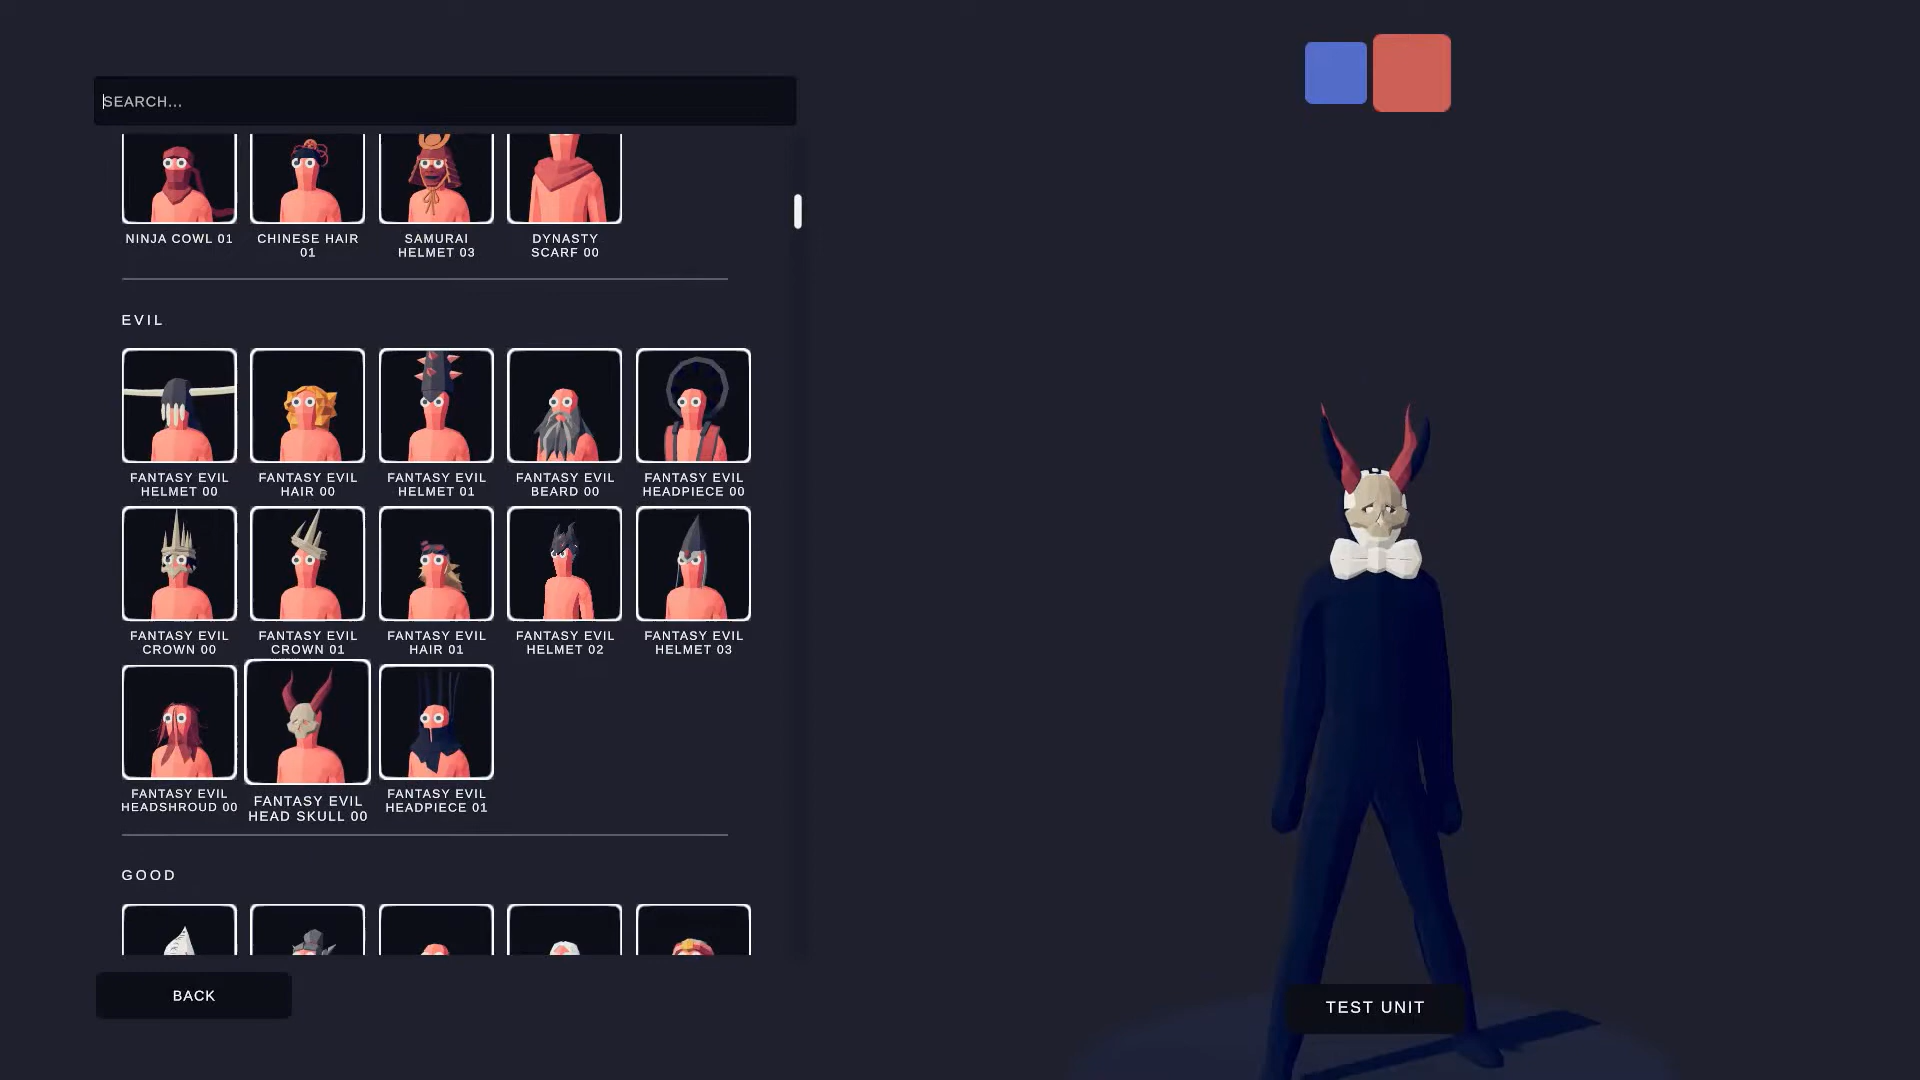 SEARCH...
NINJA COWL 01
CHINESE HAIR
01
SAMURAI
HELMET 03
DYNASTY
SCARF 00
EVIL
FANTASY EVIL
HELMET 00
FANTASY EVIL
HAIR 00
FANTASY EVIL
HELMET 01
FANTASY EVIL
BEARD 00
FANTASY EVIL
HEADPIECE 00
FANTASY EVIL
CROWN 00
FANTASY EVIL
CROWN 01
FANTASY EVIL
HAIR 01
FANTASY EVIL
HELMET 02
FANTASY EVIL
HELMET 03
FANTASY EVIL
HEADSHROUD 00
FANTASY EVIL
HEAD SKULL 00
FANTASY EVIL
HEADPIECE 01
GOOD
BACK
TEST UNIT